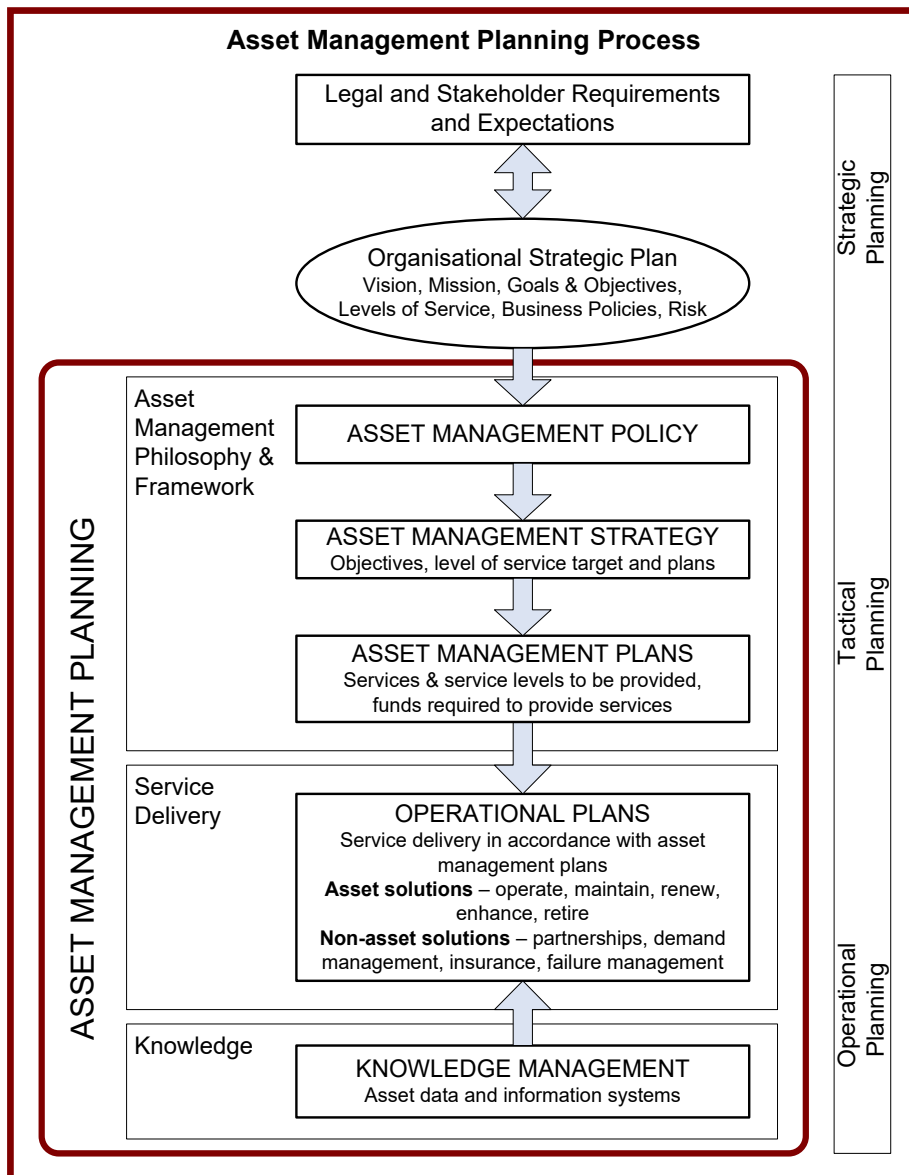 Asset Management Planning Process
Legal and Stakeholder Requirements
and Expectations
Organisational Strategic Plan
Vision, Mission, Goals & Objectives,
Levels of Service, Business Policies, Risk
Strategic
Planning
ASSET MANAGEMENT PLANNING
Asset
Management
Philosophy &
Framework
ASSET MANAGEMENT POLICY
ASSET MANAGEMENT STRATEGY
Objectives, level of service target and plans
ASSET MANAGEMENT PLANS
Services & service levels to be provided,
funds required to provide services
Tactical
Planning
Service
Delivery
OPERATIONAL PLANS
Service delivery in accordance with asset
management plans
Asset solutions – operate, maintain, renew,
enhance, retire
Non-asset solutions – partnerships, demand
management, insurance, failure management
Operational
Planning
Knowledge
KNOWLEDGE MANAGEMENT
Asset data and information systems